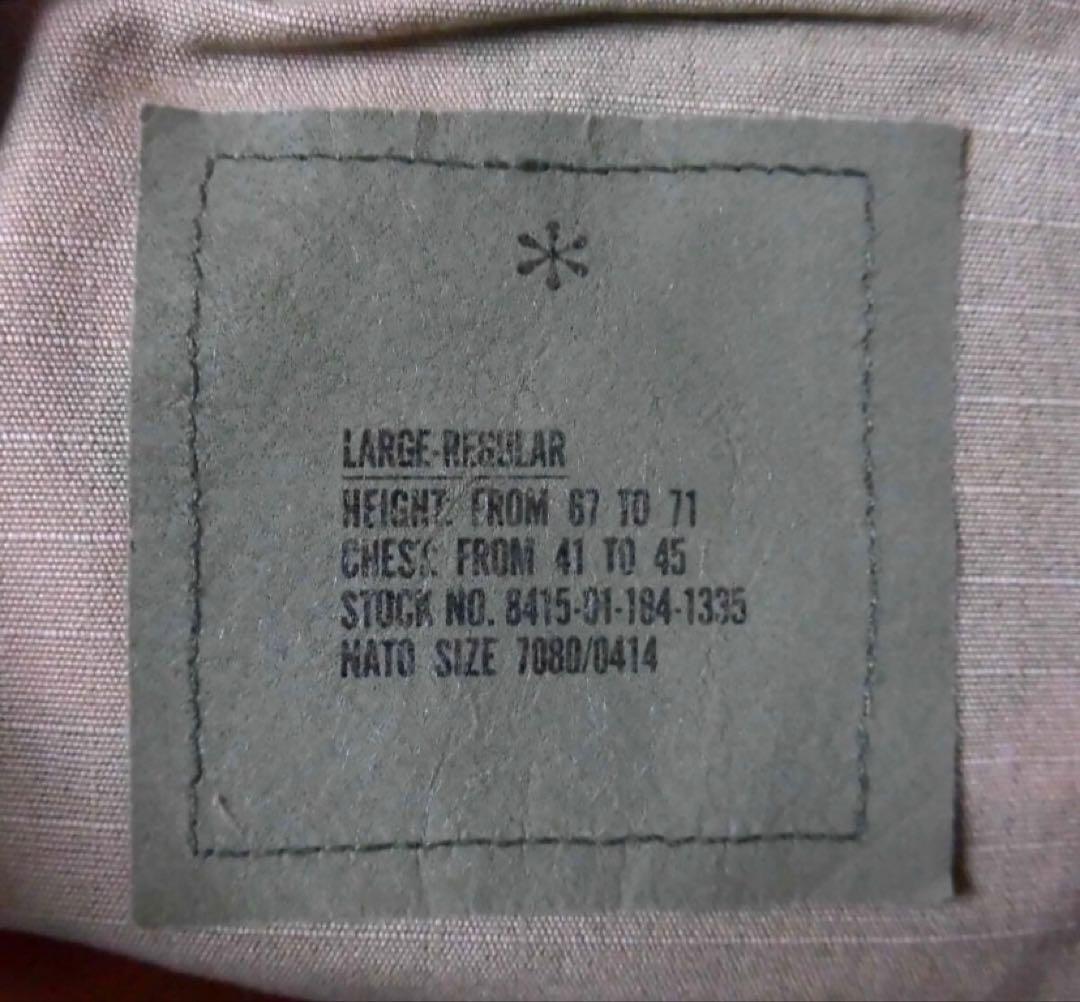 *
LARGE-REGULAR
HEIGHT: FROM 67 TO 71
CHEST: FROM 41 TO 45
STOCK NO. 8415-01-184-1335
NATO SIZE 7080/0414